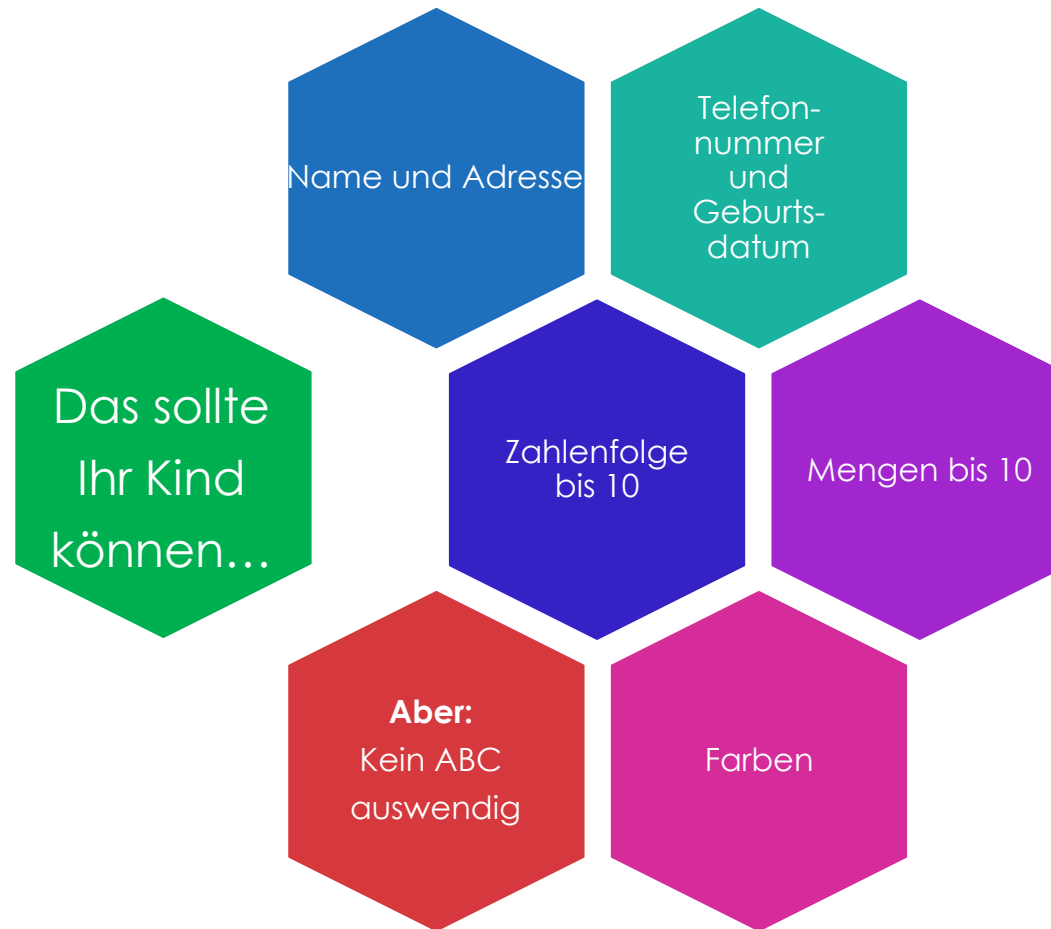 Name und Adresse
Telefon-
nummer
und
Geburts-
datum
Das sollte
Ihr Kind
können...
Zahlenfolge
bis 10
Mengen bis 10
Aber:
Kein ABC
auswendig
Farben